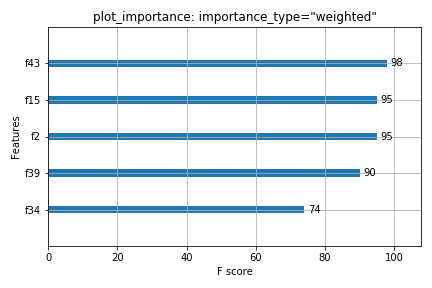 plot_importance: importance_type="weighted"
Features
f43 98
f15 95
f2 95
f39 90
f34 74
0 20 40 60 80 100
F score